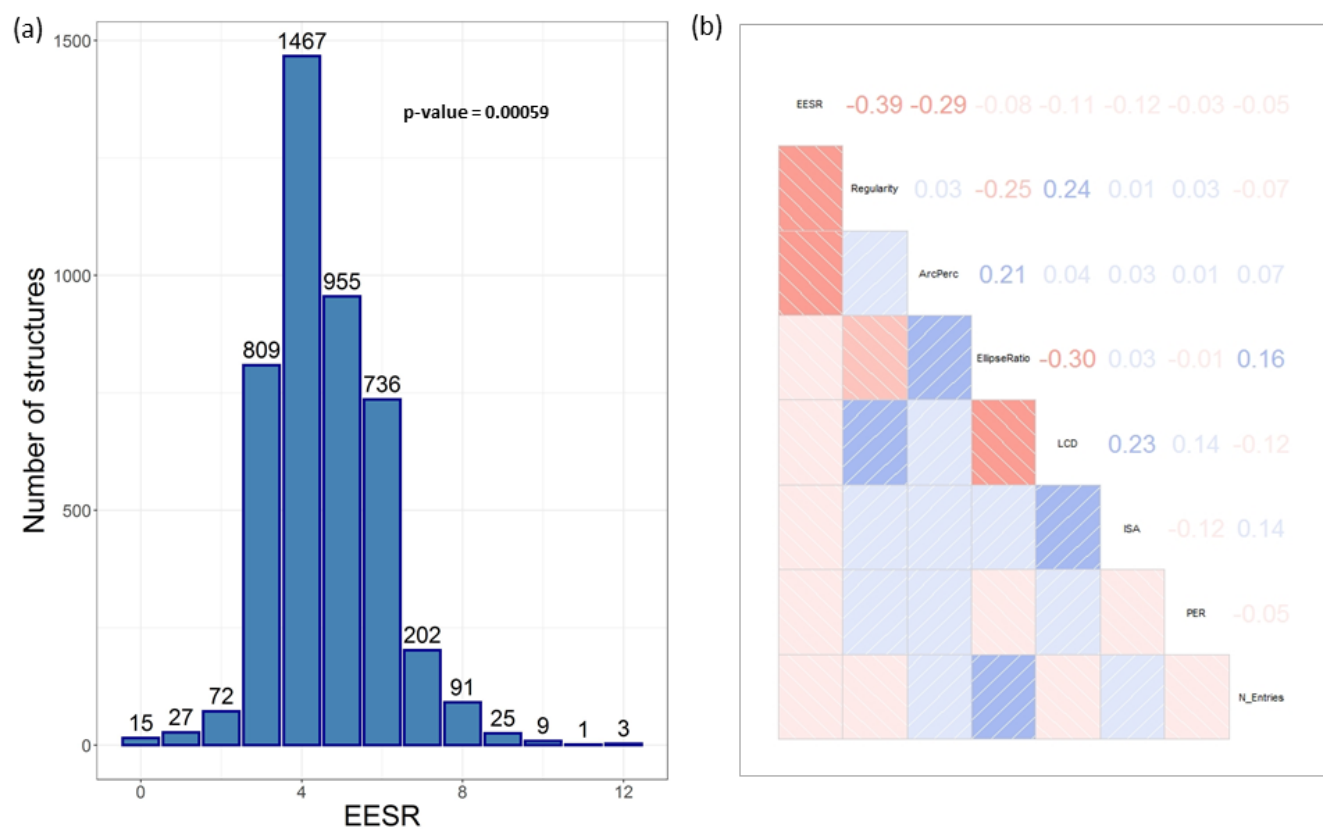 (a)
1500
1000
500
0
Number of structures
15
27
72
809
1467
955
736
202
91
25
9
1
3
p-value = 0.00059
0
4
8
12
EESR
(b)
EESR -0.39 -0.29 -0.08 -0.11 -0.12 -0.03 -0.05
Regularity 0.03 -0.25 0.24 0.01 0.03 -0.07
ArcPerc 0.21 0.04 0.03 0.01 0.07
EllipseRatio -0.30 0.03 -0.01 0.16
LCD 0.23 0.14 -0.12
ISA -0.12 0.14
PER -0.05
N_Entries